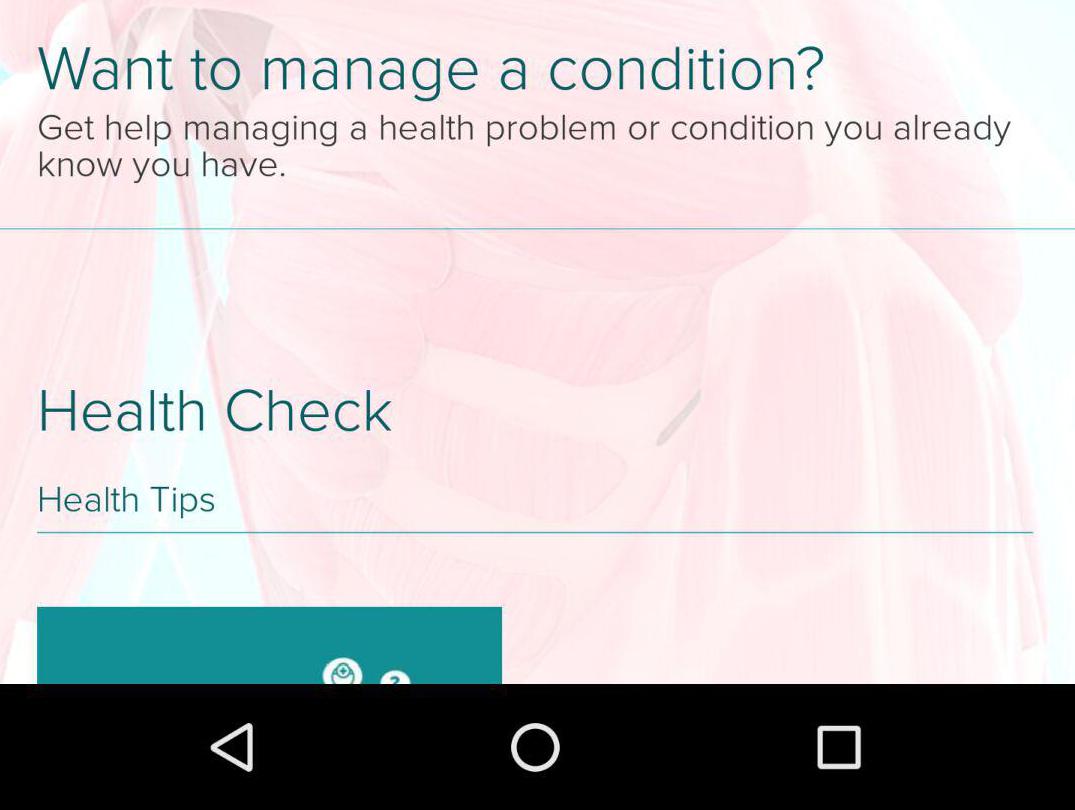 Want to manage a condition?
Get help managing a health problem or condition you already
know you have.
Health Check
Health Tips